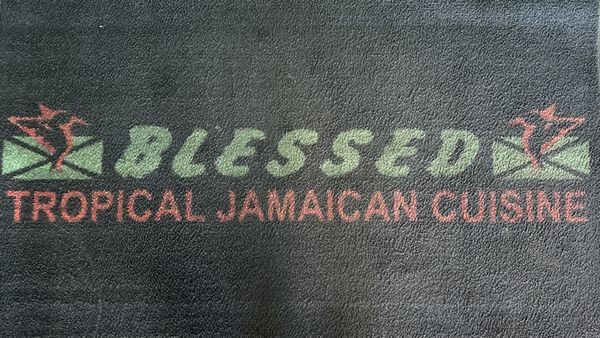 BLESSED
TROPICAL JAMAICAN CUISINE